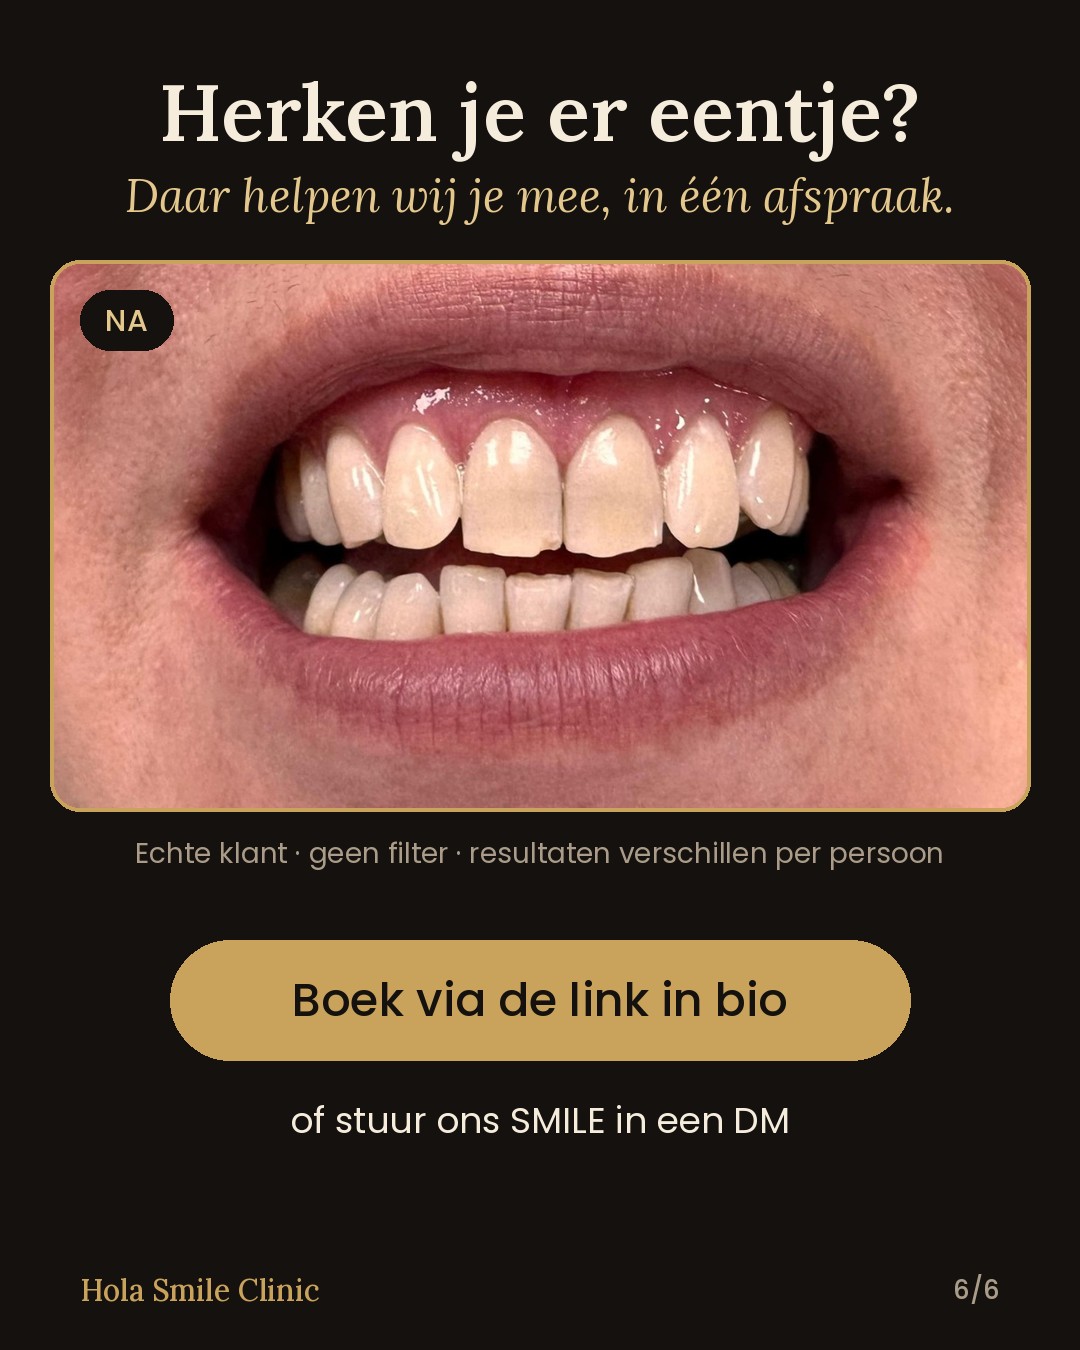 Herken je er eentje?
Daar helpen wij je mee, in één afspraak.
NA
Echte klant · geen filter · resultaten verschillen per persoon
Boek via de link in bio
of stuur ons SMILE in een DM
Hola Smile Clinic
6/6